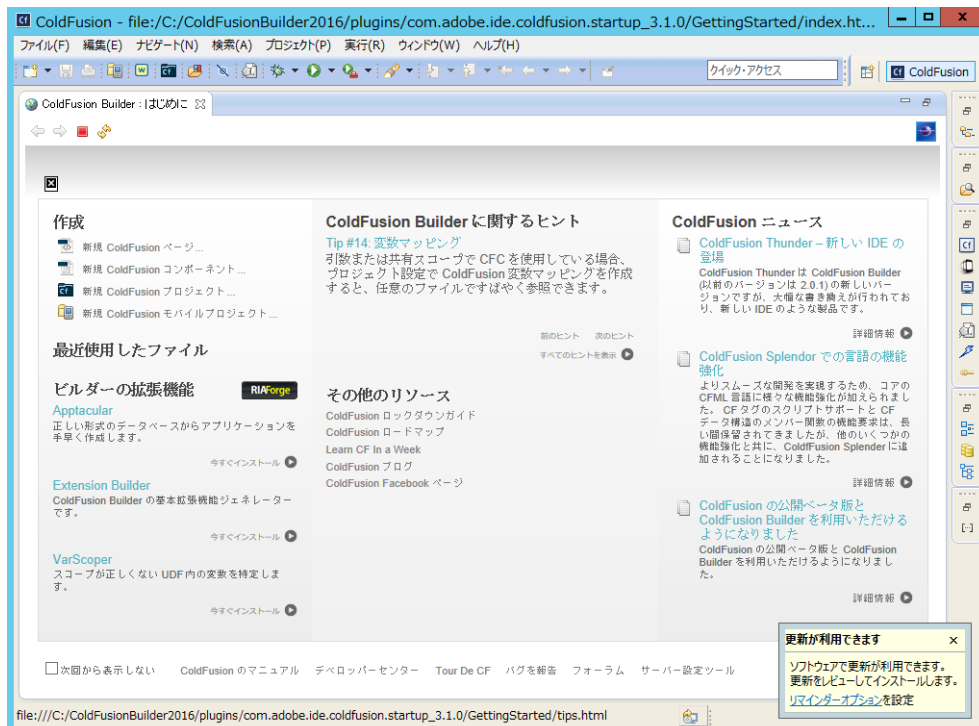 ColdFusion - file:/C:/ColdFusionBuilder2016/plugins/com.adobe.ide.coldfusion.startup_3.1.0/GettingStarted/index.ht...
ファイル(F) 編集(E) ナビゲート(N) 検索(A) プロジェクト(P) 実行(R) ウィンドウ(W) ヘルプ(H)
クイック・アクセス
ColdFusion
ColdFusion Builder : はじめに
作成
新規 ColdFusion ページ...
新規 ColdFusion コンポーネント...
新規 ColdFusion プロジェクト...
新規 ColdFusion モバイルプロジェクト...
最近使用したファイル
ビルダーの拡張機能
RIAForge
Apptacular
正しい形式のデータベースからアプリケーションを
手早く作成します。
今すぐインストール
Extension Builder
ColdFusion Builder の基本拡張機能ジェネレーター
です。
今すぐインストール
VarScoper
スコープが正しくない UDF 内の変数を特定しま
す。
今すぐインストール
ColdFusion Builder に関するヒント
Tip #14: 変数マッピング
引数または共有スコープで CFC を使用している場合、
プロジェクト設定で ColdFusion 変数マッピングを作成
すると、任意のファイルですばやく参照できます。
前のヒント 次のヒント
すべてのヒントを表示
その他のリソース
ColdFusion ロックダウンガイド
ColdFusion ロードマップ
Learn CF In a Week
ColdFusion ブログ
ColdFusion Facebook ページ
ColdFusion ニュース
ColdFusion Thunder – 新しい IDE の
登場
ColdFusion Thunder は ColdFusion Builder
(以前のバージョンは 2.0.1) の新しいバー
ジョンですが、大幅な書き換えが行われてお
り、新しい IDE のような製品です。
詳細情報
ColdFusion Splendor での言語の機能
強化
よりスムーズな開発を実現するため、コアの
CFML 言語に様々な機能強化が加えられまし
た。 CF タグのスクリプトサポートと CF
データ構造のメンバー関数の機能要求は、長
い間保留されてきましたが、他のいくつかの
機能強化と共に、ColdFusion Splendor に追
加されることになりました。
詳細情報
ColdFusion の公開ベータ版と
ColdFusion Builder を利用いただける
ようになりました
ColdFusion の公開ベータ版と ColdFusion
Builder を利用いただけるようになりまし
た。
詳細情報
次回から表示しない ColdFusion のマニュアル デベロッパーセンター Tour De CF バグを報告 フォーラム サーバー設定ツール
更新が利用できます
ソフトウェアで更新が利用できます。
更新をレビューしてインストールします。
リマインダーオプションを設定
file:///C:/ColdFusionBuilder2016/plugins/com.adobe.ide.coldfusion.startup_3.1.0/GettingStarted/tips.html